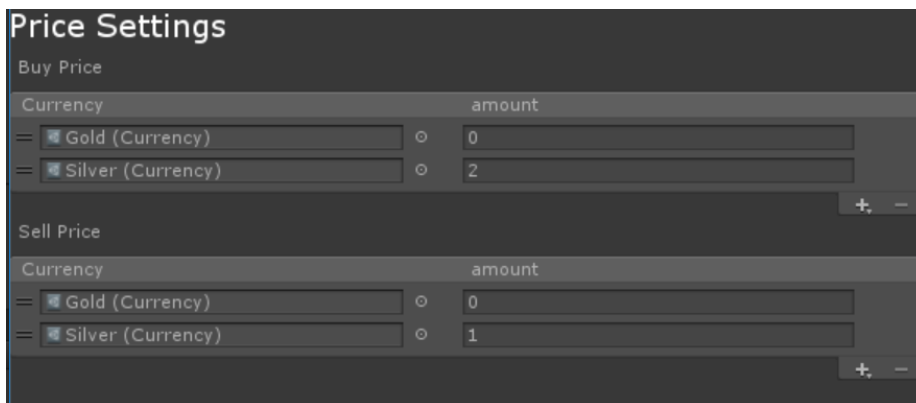 Price Settings
Buy Price
Currency amount
Gold (Currency) 0
Silver (Currency) 2
Sell Price
Currency amount
Gold (Currency) 0
Silver (Currency) 1